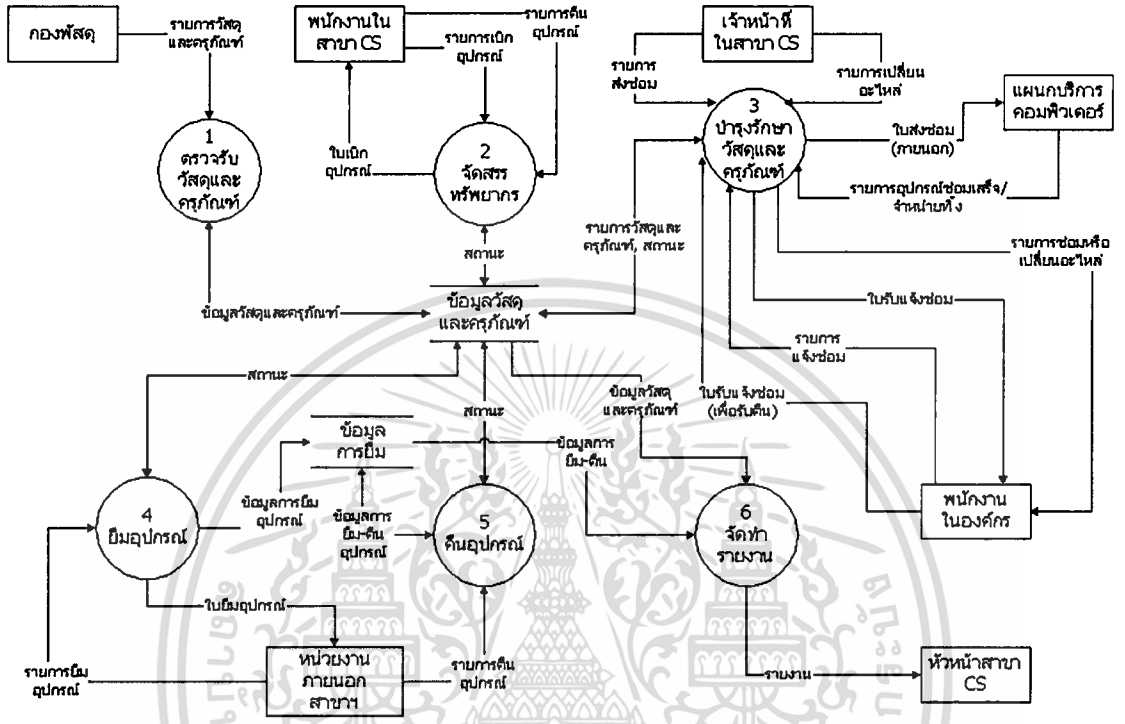 กองพัสดุ
รายการวัสดุ
และครุภัณฑ์
พนักงานใน
สาขา CS
รายการคืน
อุปกรณ์
รายการเบิก
อุปกรณ์
เจ้าหน้าที่
ในสาขา CS
รายการ
ส่งซ่อม
รายการเปลี่ยน
อะไหล่
แผนกบริการ
คอมพิวเตอร์
1
ตรวจรับ
วัสดุและ
ครุภัณฑ์
ใบเบิก
อุปกรณ์
2
จัดสรร
ทรัพยากร
3
บำรุงรักษา
วัสดุและ
ครุภัณฑ์
ใบส่งซ่อม
(ภายนอก)
รายการอุปกรณ์ซ่อมเสร็จ/
จำหน่ายทิ้ง
รายการวัสดุและ
ครุภัณฑ์, สถานะ
รายการซ่อมหรือ
เปลี่ยนอะไหล่
สถานะ
ข้อมูลวัสดุและครุภัณฑ์
ข้อมูลวัสดุ
และครุภัณฑ์
ใบรับแจ้งซ่อม
รายการ
แจ้งซ่อม
สถานะ
สถานะ
ข้อมูลวัสดุ
และครุภัณฑ์
ใบรับแจ้งซ่อม
(เพื่อรับคืน)
ข้อมูล
การยืม
ข้อมูลการ
ยืม-คืน
4
ยืมอุปกรณ์
ข้อมูลการยืม
อุปกรณ์
ข้อมูลการ
ยืม-คืน
อุปกรณ์
5
คืนอุปกรณ์
6
จัดทำ
รายงาน
พนักงาน
ในองค์กร
ใบยืมอุปกรณ์
รายการยืม
อุปกรณ์
หน่วยงาน
ภายนอก
สาขาฯ
รายการคืน
อุปกรณ์
รายงาน
หัวหน้าสาขา
CS